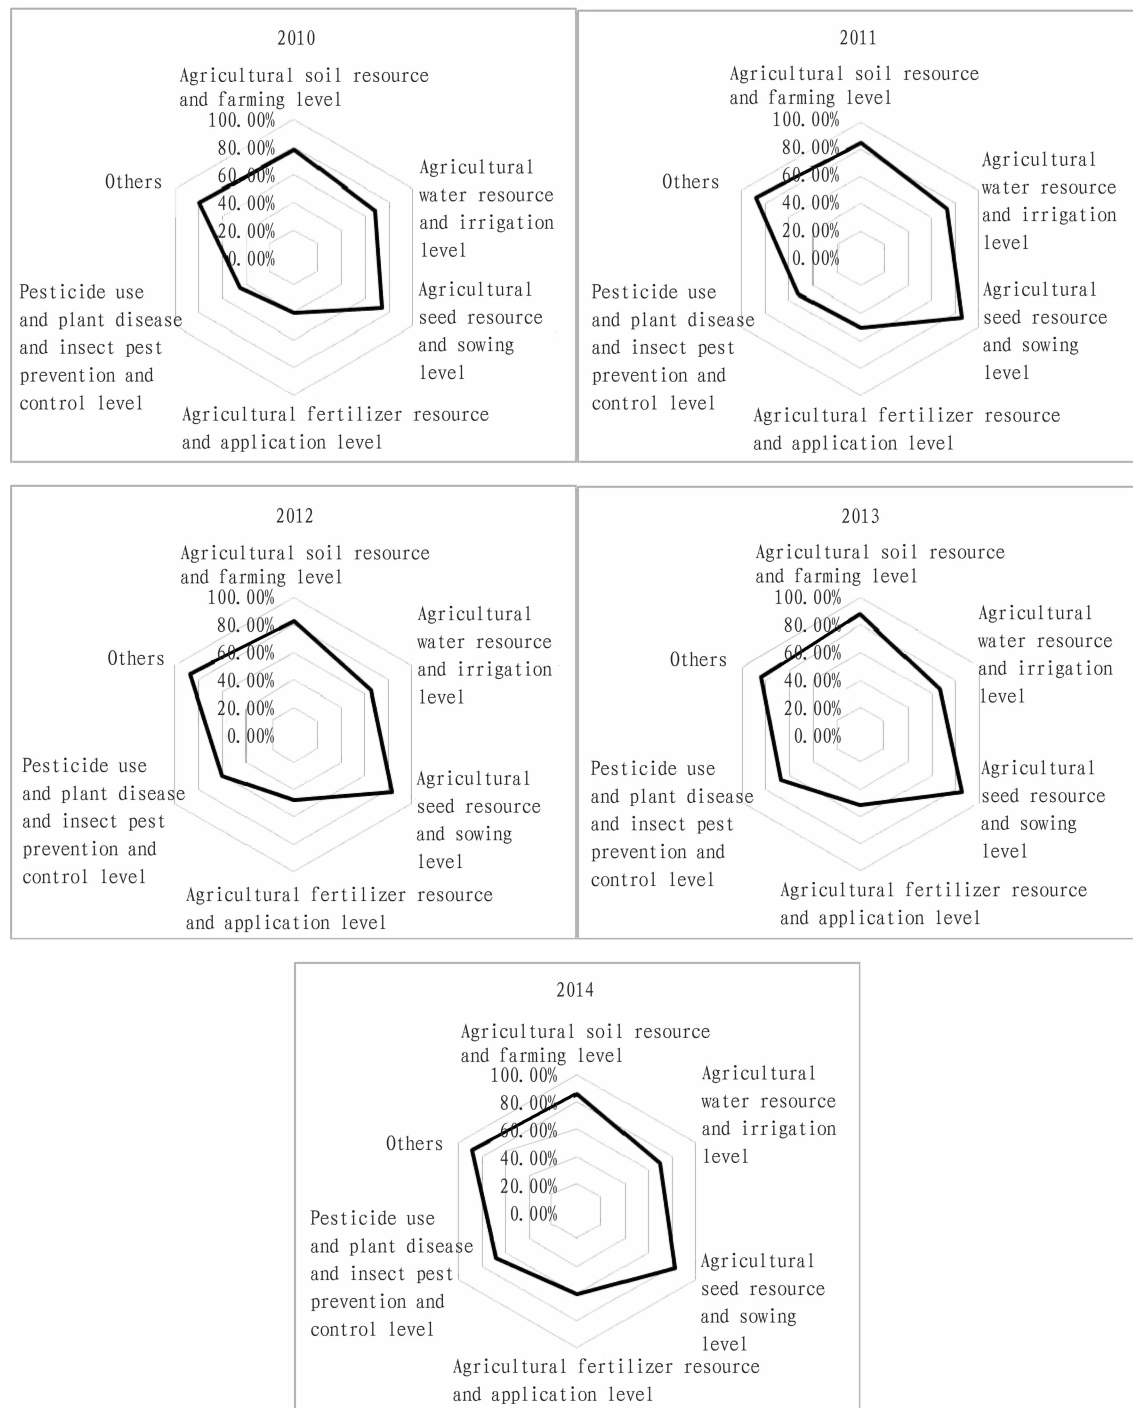 2010
Agricultural soil resource
and farming level
100.00%
80.00%
60.00%
40.00%
20.00%
0.00%
Agricultural
water resource
and irrigation
level
Agricultural
seed resource
and sowing
level
Agricultural fertilizer resource
and application level
Pesticide use
and plant disease
and insect pest
prevention and
control level
Others
2011
Agricultural soil resource
and farming level
100.00%
80.00%
60.00%
40.00%
20.00%
0.00%
Agricultural
water resource
and irrigation
level
Agricultural
seed resource
and sowing
level
Agricultural fertilizer resource
and application level
Pesticide use
and plant disease
and insect pest
prevention and
control level
Others
2012
Agricultural soil resource
and farming level
100.00%
80.00%
60.00%
40.00%
20.00%
0.00%
Agricultural
water resource
and irrigation
level
Agricultural
seed resource
and sowing
level
Agricultural fertilizer resource
and application level
Pesticide use
and plant disease
and insect pest
prevention and
control level
Others
2013
Agricultural soil resource
and farming level
100.00%
80.00%
60.00%
40.00%
20.00%
0.00%
Agricultural
water resource
and irrigation
level
Agricultural
seed resource
and sowing
level
Agricultural fertilizer resource
and application level
Pesticide use
and plant disease
and insect pest
prevention and
control level
Others
2014
Agricultural soil resource
and farming level
100.00%
80.00%
60.00%
40.00%
20.00%
0.00%
Agricultural
water resource
and irrigation
level
Agricultural
seed resource
and sowing
level
Agricultural fertilizer resource
and application level
Pesticide use
and plant disease
and insect pest
prevention and
control level
Others